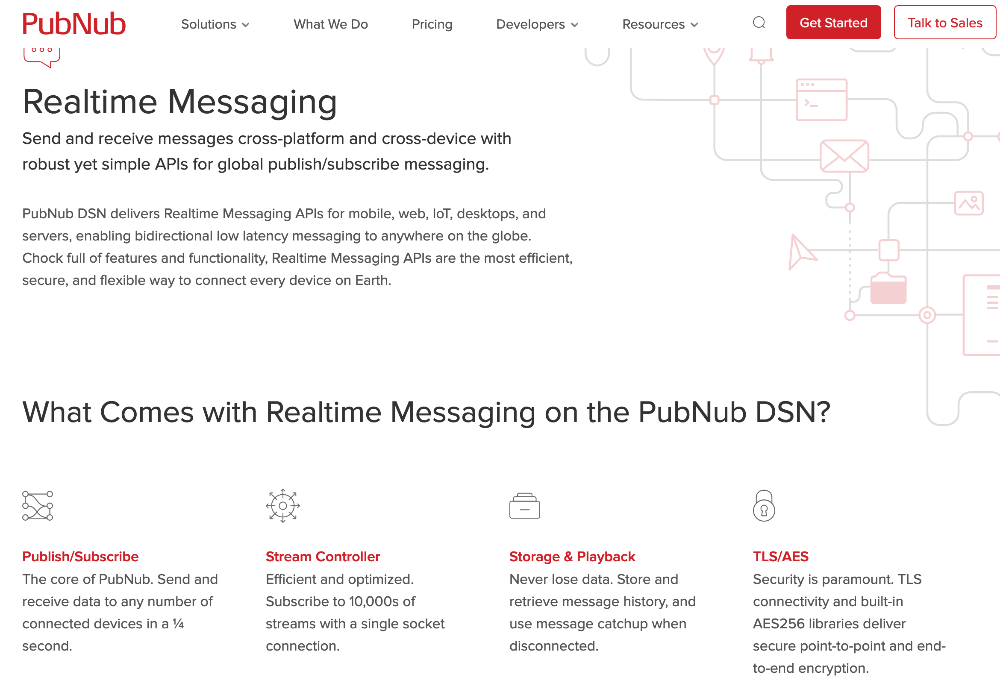 PubNub
Solutions
What We Do
Pricing
Developers
Resources
Get Started
Talk to Sales
Realtime Messaging
Send and receive messages cross-platform and cross-device with
robust yet simple APIs for global publish/subscribe messaging.
PubNub DSN delivers Realtime Messaging APIs for mobile, web, IoT, desktops, and
servers, enabling bidirectional low latency messaging to anywhere on the globe.
Chock full of features and functionality, Realtime Messaging APIs are the most efficient,
secure, and flexible way to connect every device on Earth.
What Comes with Realtime Messaging on the PubNub DSN?
Publish/Subscribe
The core of PubNub. Send and
receive data to any number of
connected devices in a ¼
second.
Stream Controller
Efficient and optimized.
Subscribe to 10,000s of
streams with a single socket
connection.
Storage & Playback
Never lose data. Store and
retrieve message history, and
use message catchup when
disconnected.
TLS/AES
Security is paramount. TLS
connectivity and built-in
AES256 libraries deliver
secure point-to-point and end-
to-end encryption.